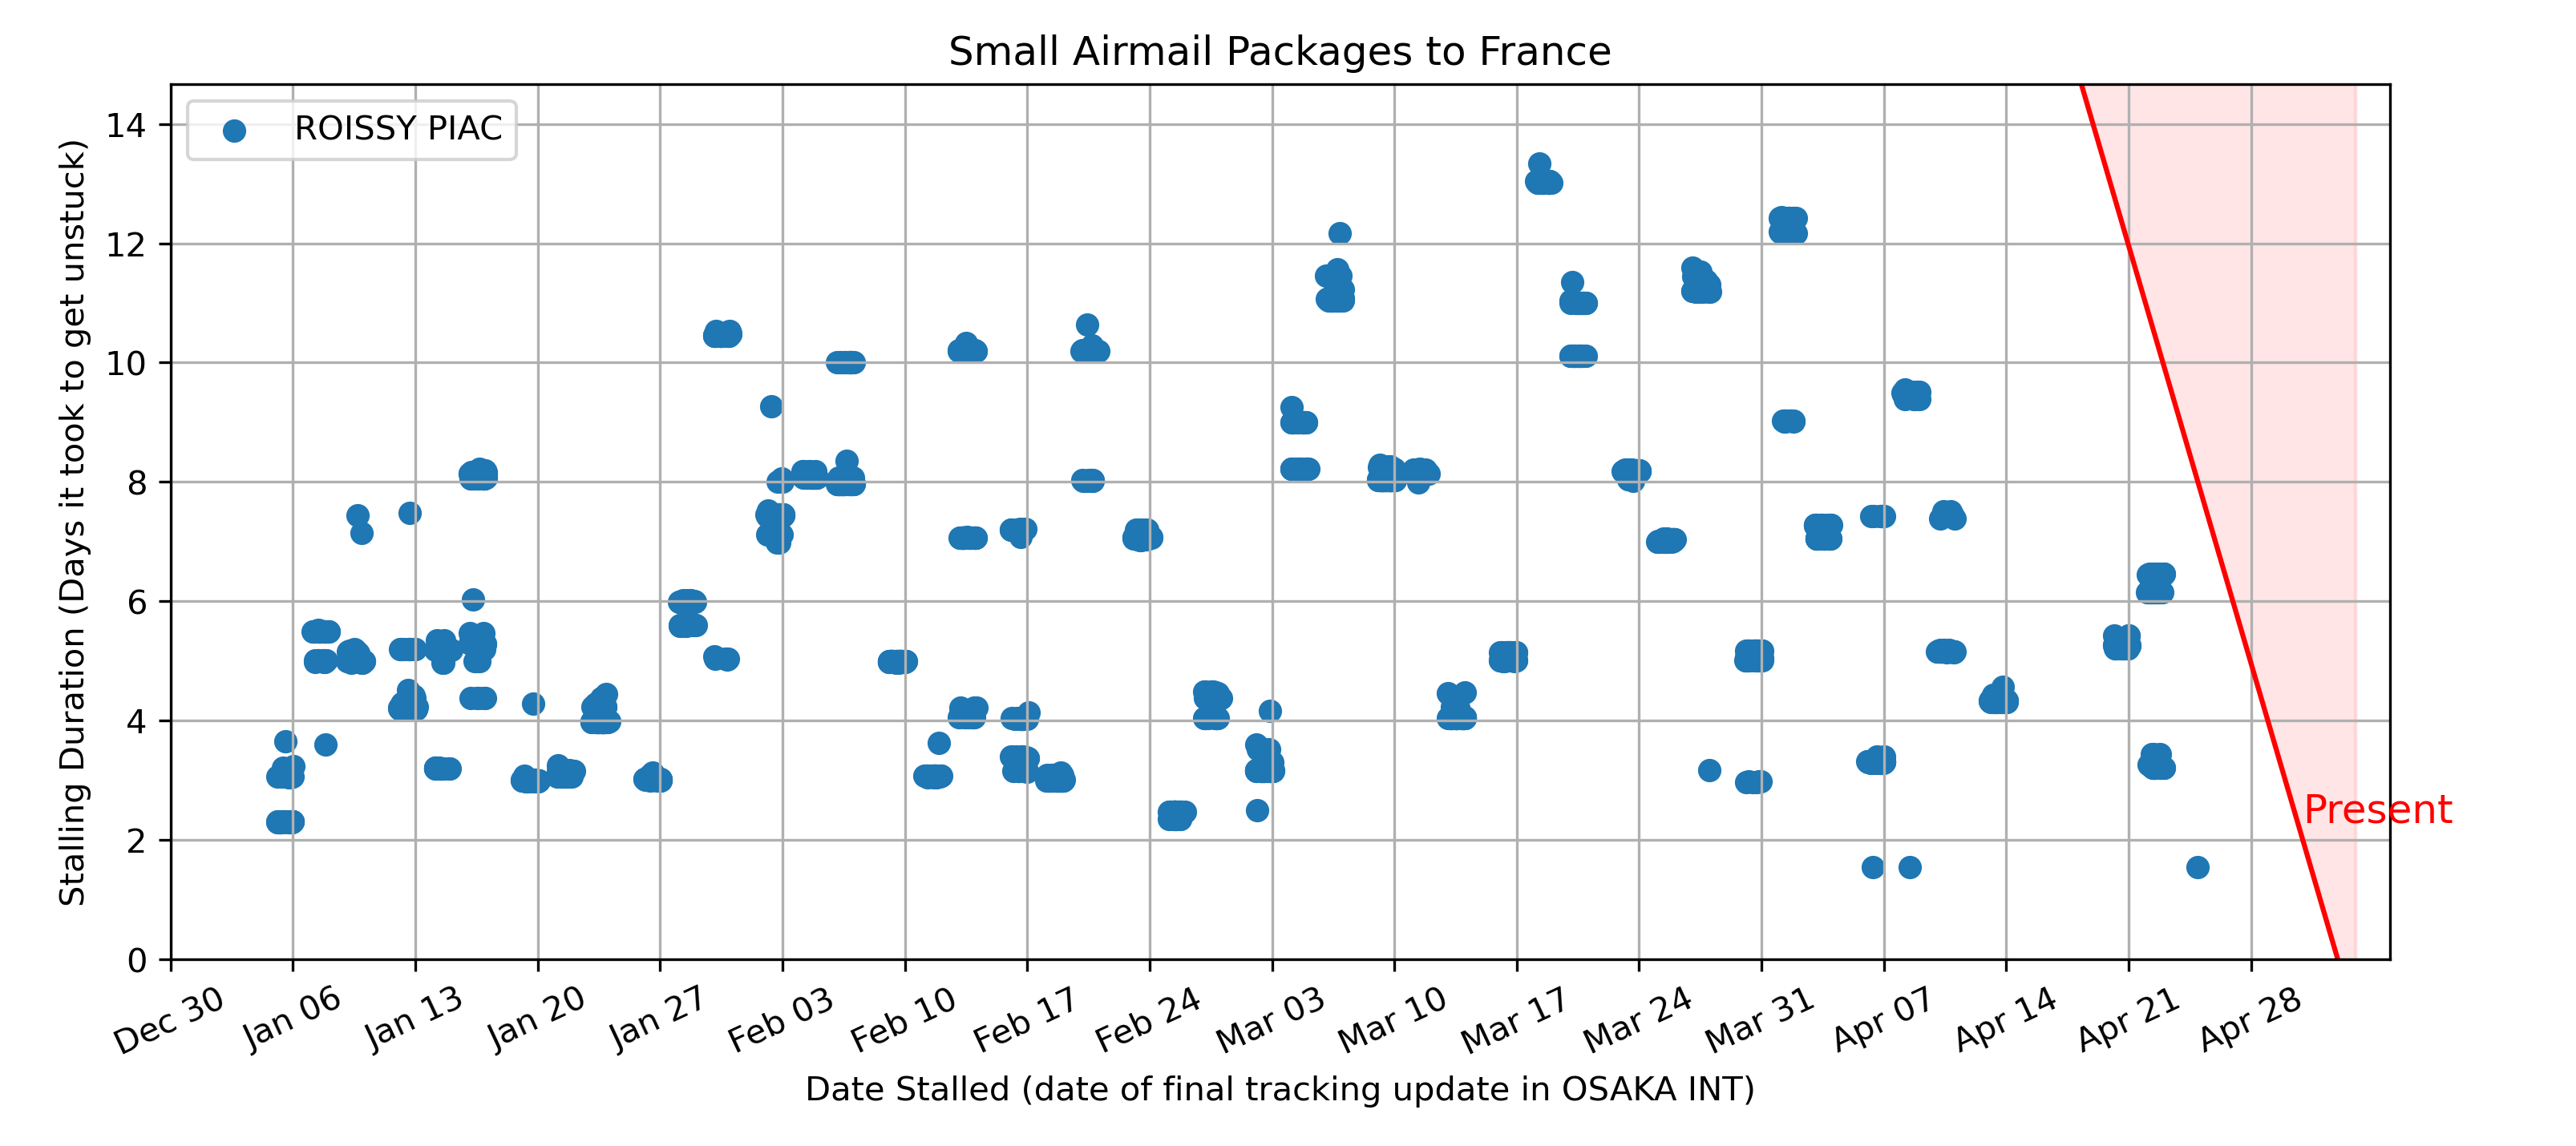 Small Airmail Packages to France
ROISSY PIAC
Stalling Duration (Days it took to get unstuck)
14
12
10
8
6
4
2
0
Present
Dec 30
Jan 06
Jan 13
Jan 20
Jan 27
Feb 03
Feb 10
Feb 17
Feb 24
Mar 03
Mar 10
Mar 17
Mar 24
Mar 31
Apr 07
Apr 14
Apr 21
Apr 28
Date Stalled (date of final tracking update in OSAKA INT)